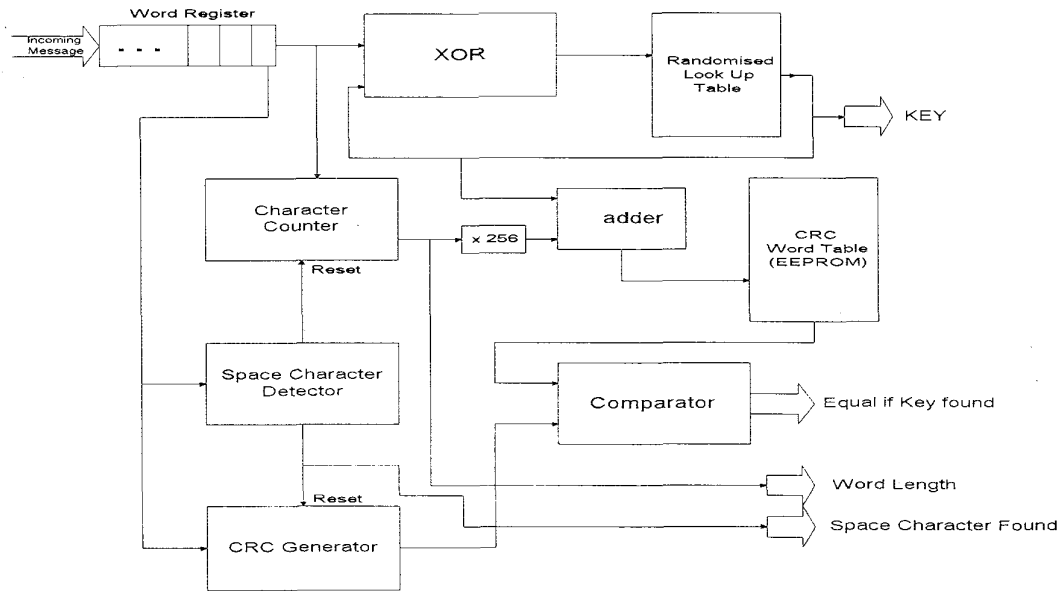 Word Register
Incoming
Message
- - -
XOR
Randomised
Look Up
Table
KEY
Character
Counter
x 256
adder
CRC
Word Table
(EEPROM)
Reset
Space Character
Detector
Comparator
Equal if Key found
Reset
Word Length
CRC Generator
Space Character Found